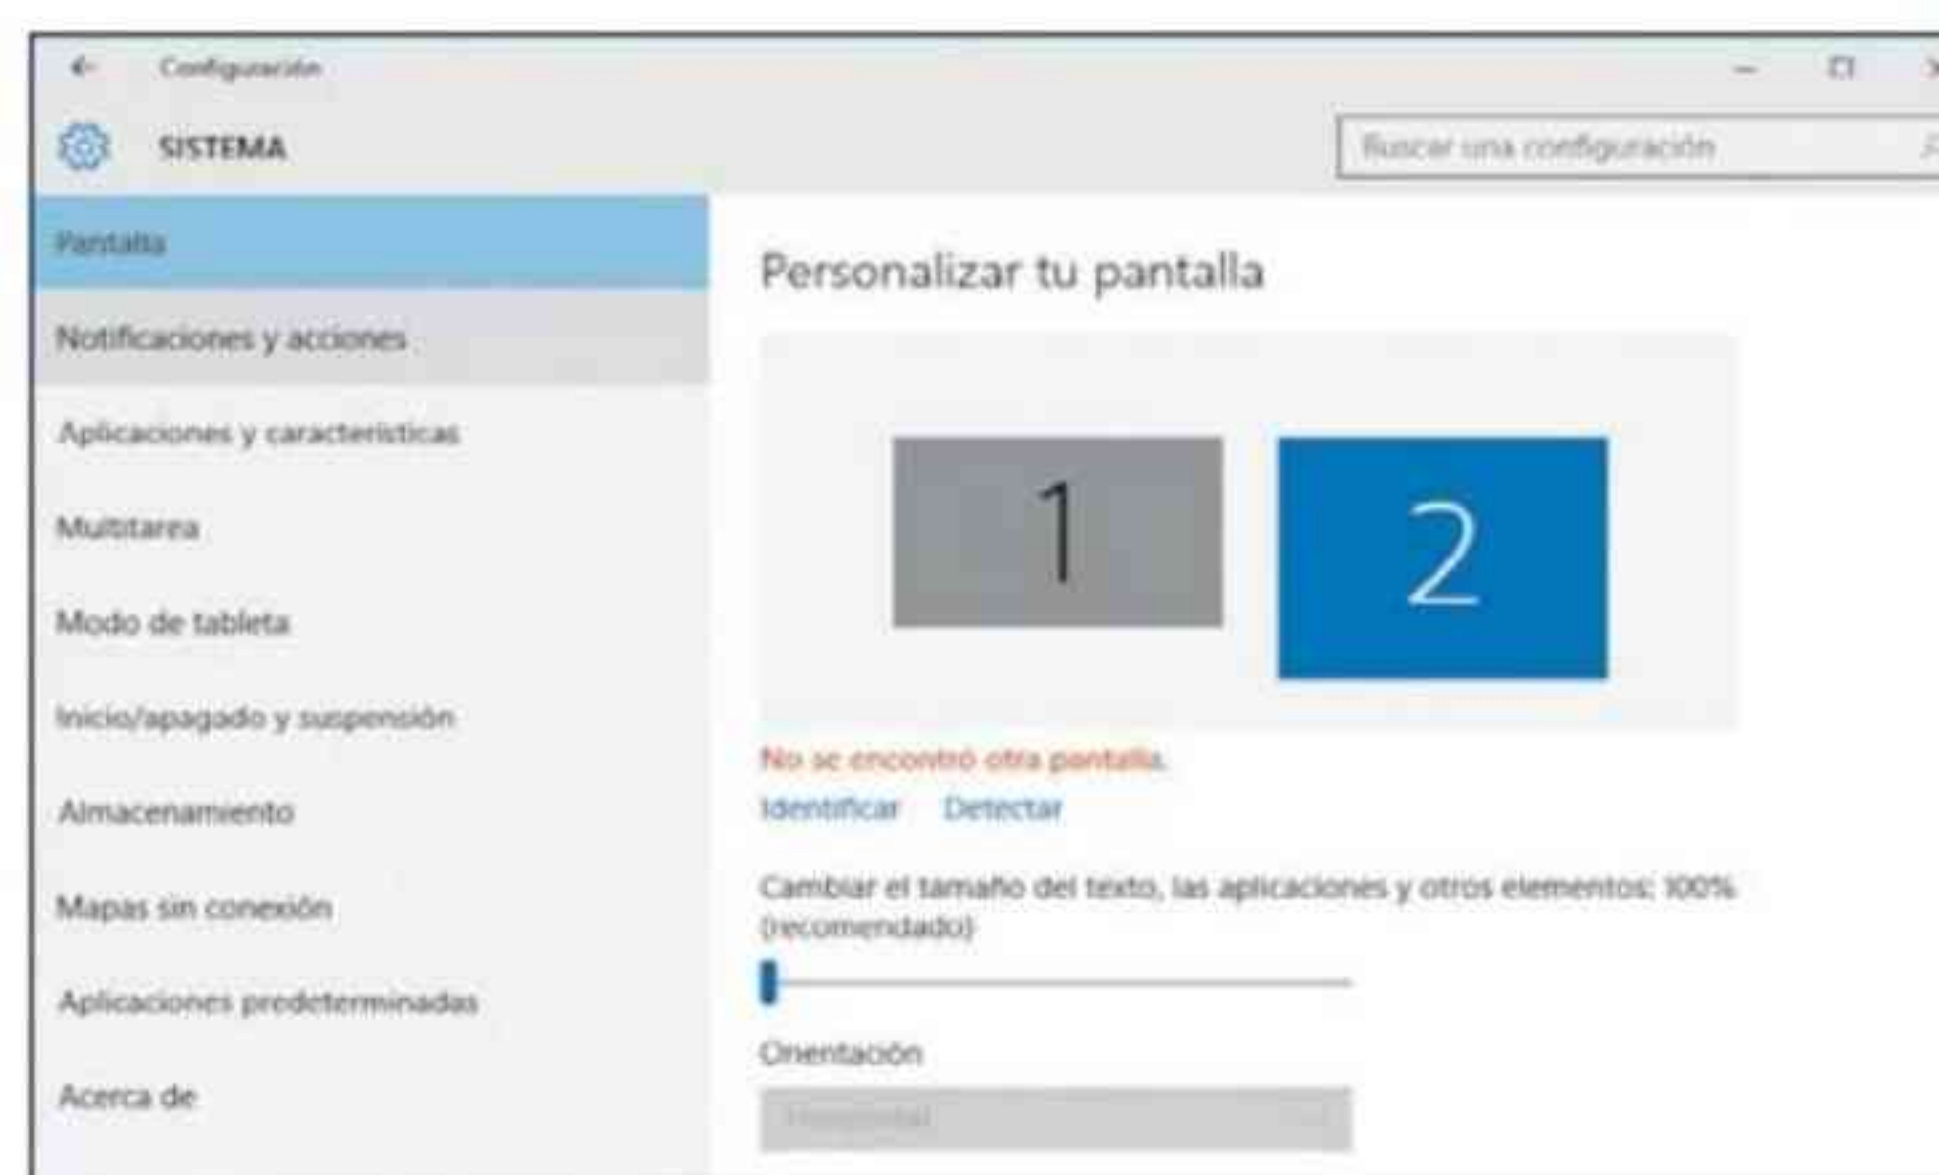 Configuración
SISTEMA
Buscar una configuración
Pantalla
Notificaciones y acciones
Aplicaciones y características
Multitarea
Modo de tableta
Inicio/apagado y suspensión
Almacenamiento
Mapas sin conexión
Aplicaciones predeterminadas
Acerca de
Personalizar tu pantalla
1
2
No se encontró otra pantalla.
Identificar Detectar
Cambiar el tamaño del texto, las aplicaciones y otros elementos: 100%
(recomendado)
Orientación
Horizontal